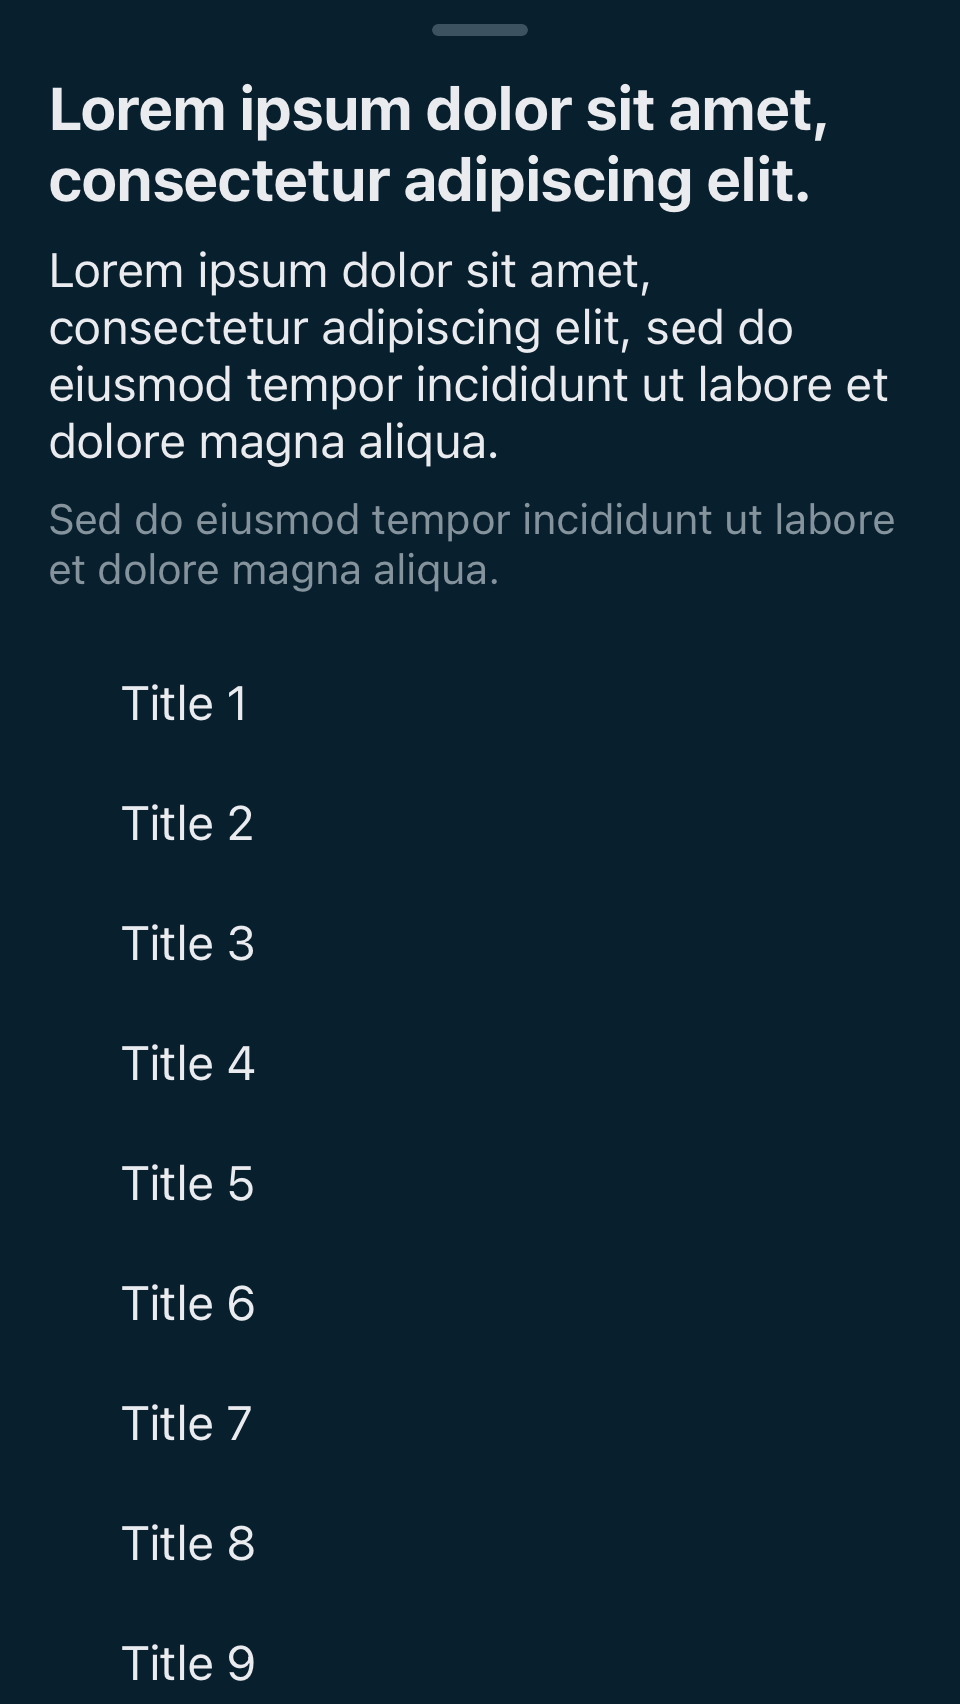 Lorem ipsum dolor sit amet,
consectetur adipiscing elit.
Lorem ipsum dolor sit amet,
consectetur adipiscing elit, sed do
eiusmod tempor incididunt ut labore et
dolore magna aliqua.
Sed do eiusmod tempor incididunt ut labore
et dolore magna aliqua.
Title 1
Title 2
Title 3
Title 4
Title 5
Title 6
Title 7
Title 8
Title 9